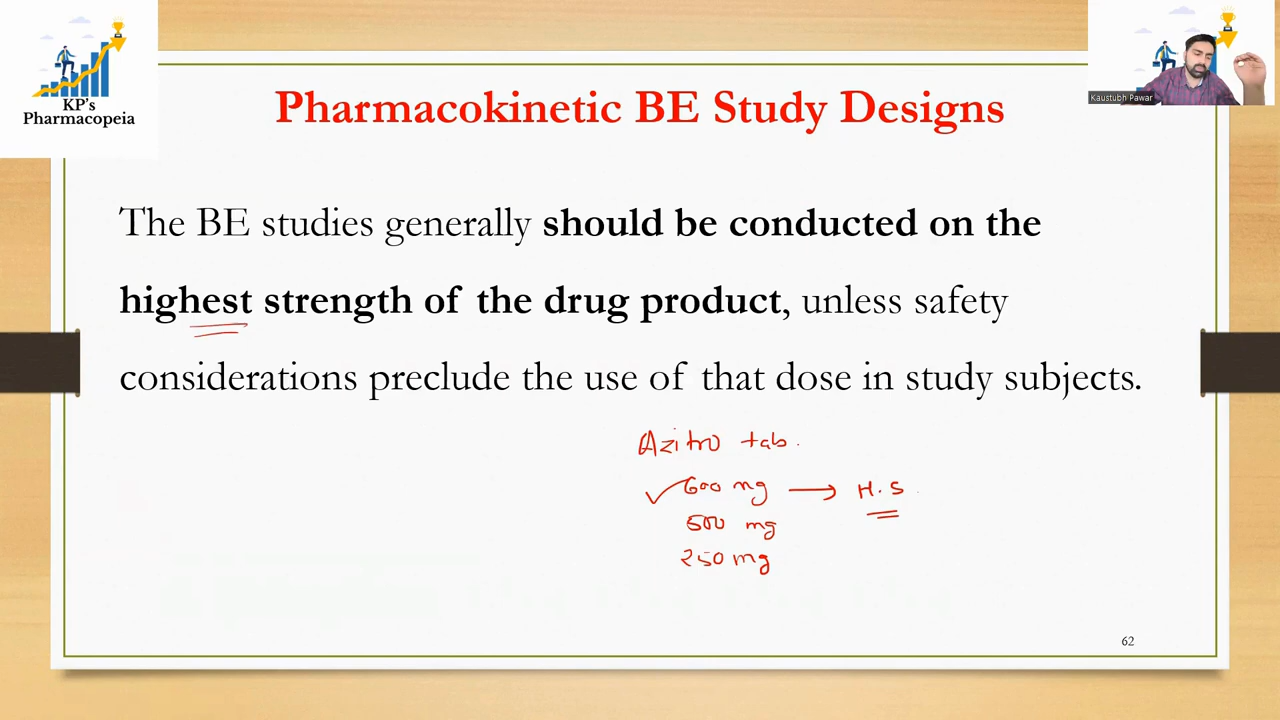 KP's
Pharmacopeia
Kaustubh Pawar
Pharmacokinetic BE Study Designs
The BE studies generally should be conducted on the
highest strength of the drug product, unless safety
considerations preclude the use of that dose in study subjects.
Azitro tab.
600 mg → H.S
500 mg
250 mg
62